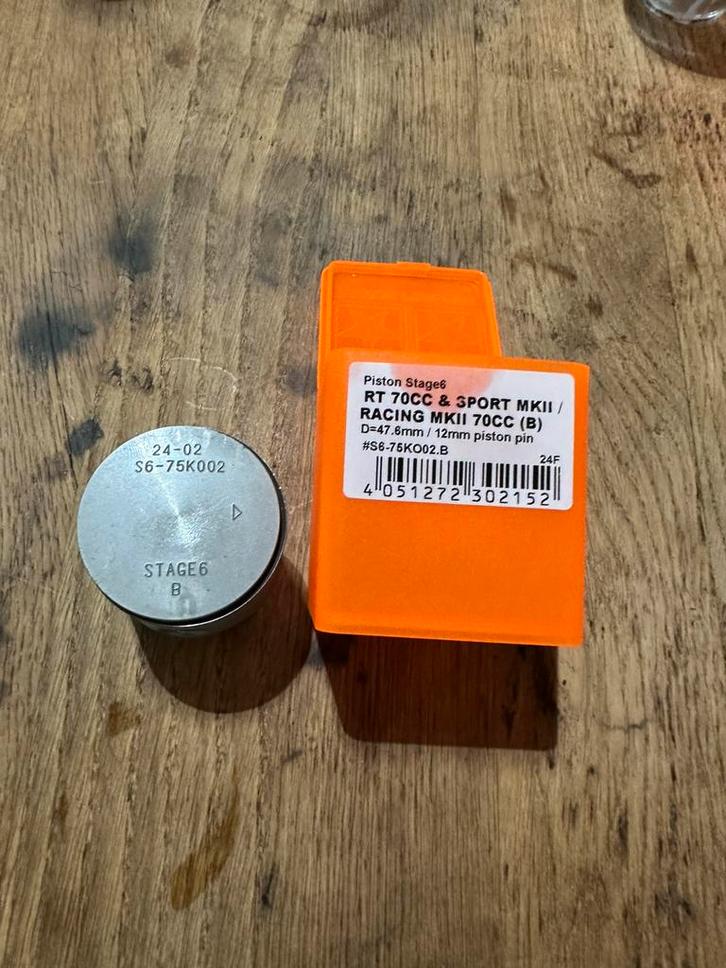 24-02
S6-75K002
STAGE6
B
Piston Stage6
RT 70CC & SPORT MKII /
RACING MKII 70CC (B)
D=47.6mm / 12mm piston pin
#S6-75KO02.B
24F
4 051272 302152